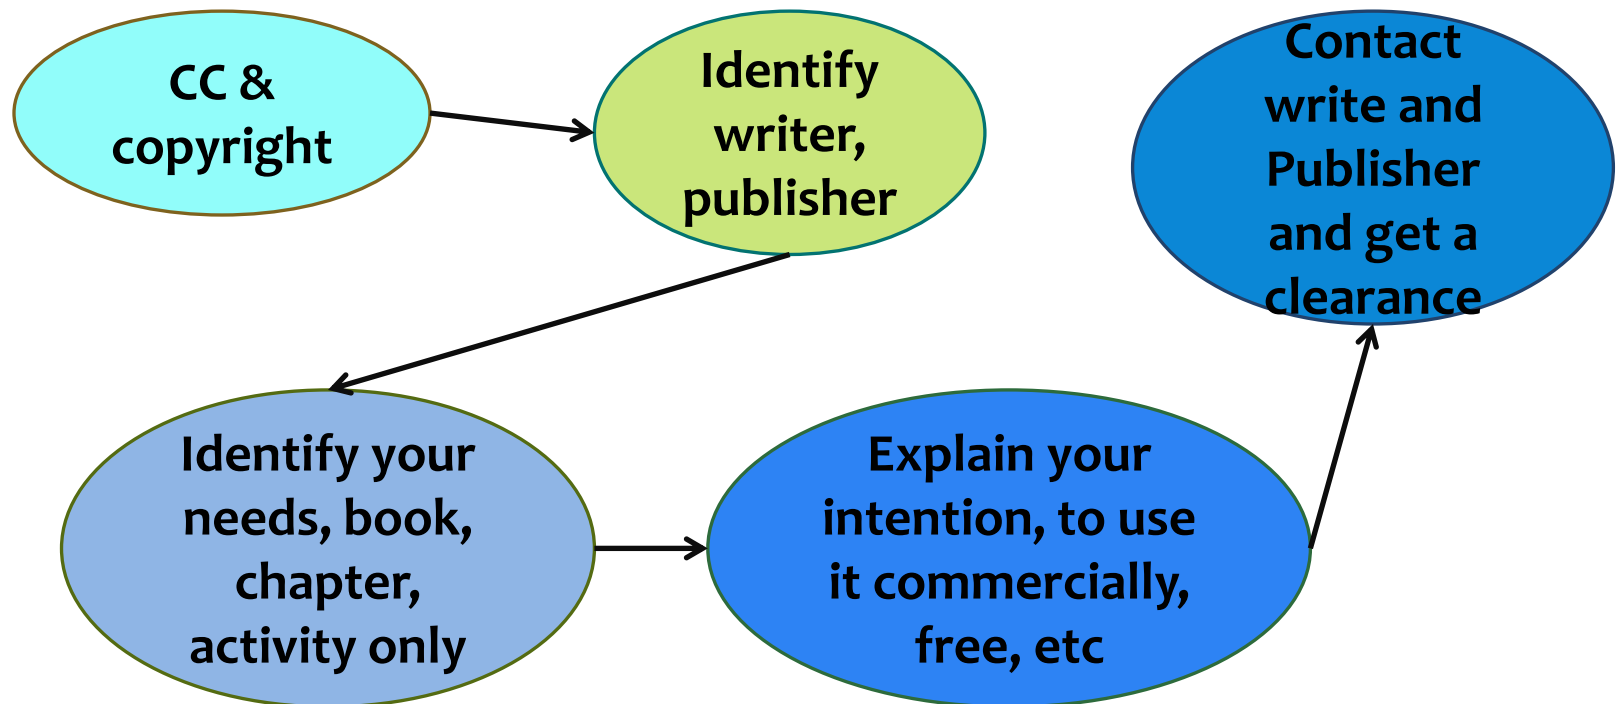 CC &
copyright
Identify
writer,
publisher
Identify your
needs, book,
chapter,
activity only
Explain your
intention, to use
it commercially,
free, etc
Contact
write and
Publisher
and get a
clearance